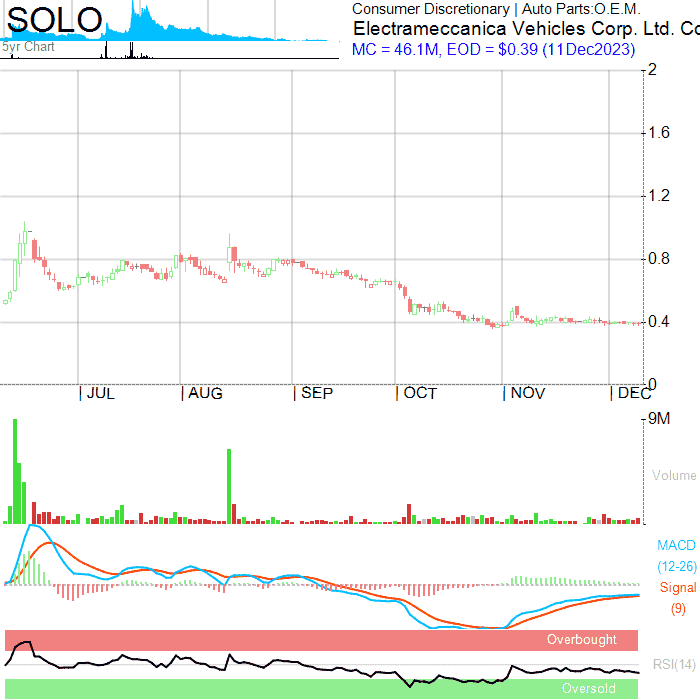 SOLO
5yr Chart
Consumer Discretionary | Auto Parts:O.E.M.
Electrameccanica Vehicles Corp. Ltd. Co
MC = 46.1M, EOD = $0.39 (11Dec2023)
2
1.6
1.2
0.8
0.4
0
| JUL | AUG | SEP | OCT | NOV | DEC
9M
Volume
MACD
(12-26)
Signal
(9)
Overbought
RSI(14)
Oversold